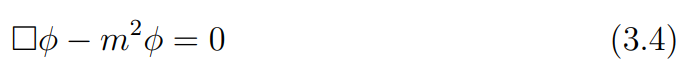 □ϕ − m²ϕ = 0 (3.4)